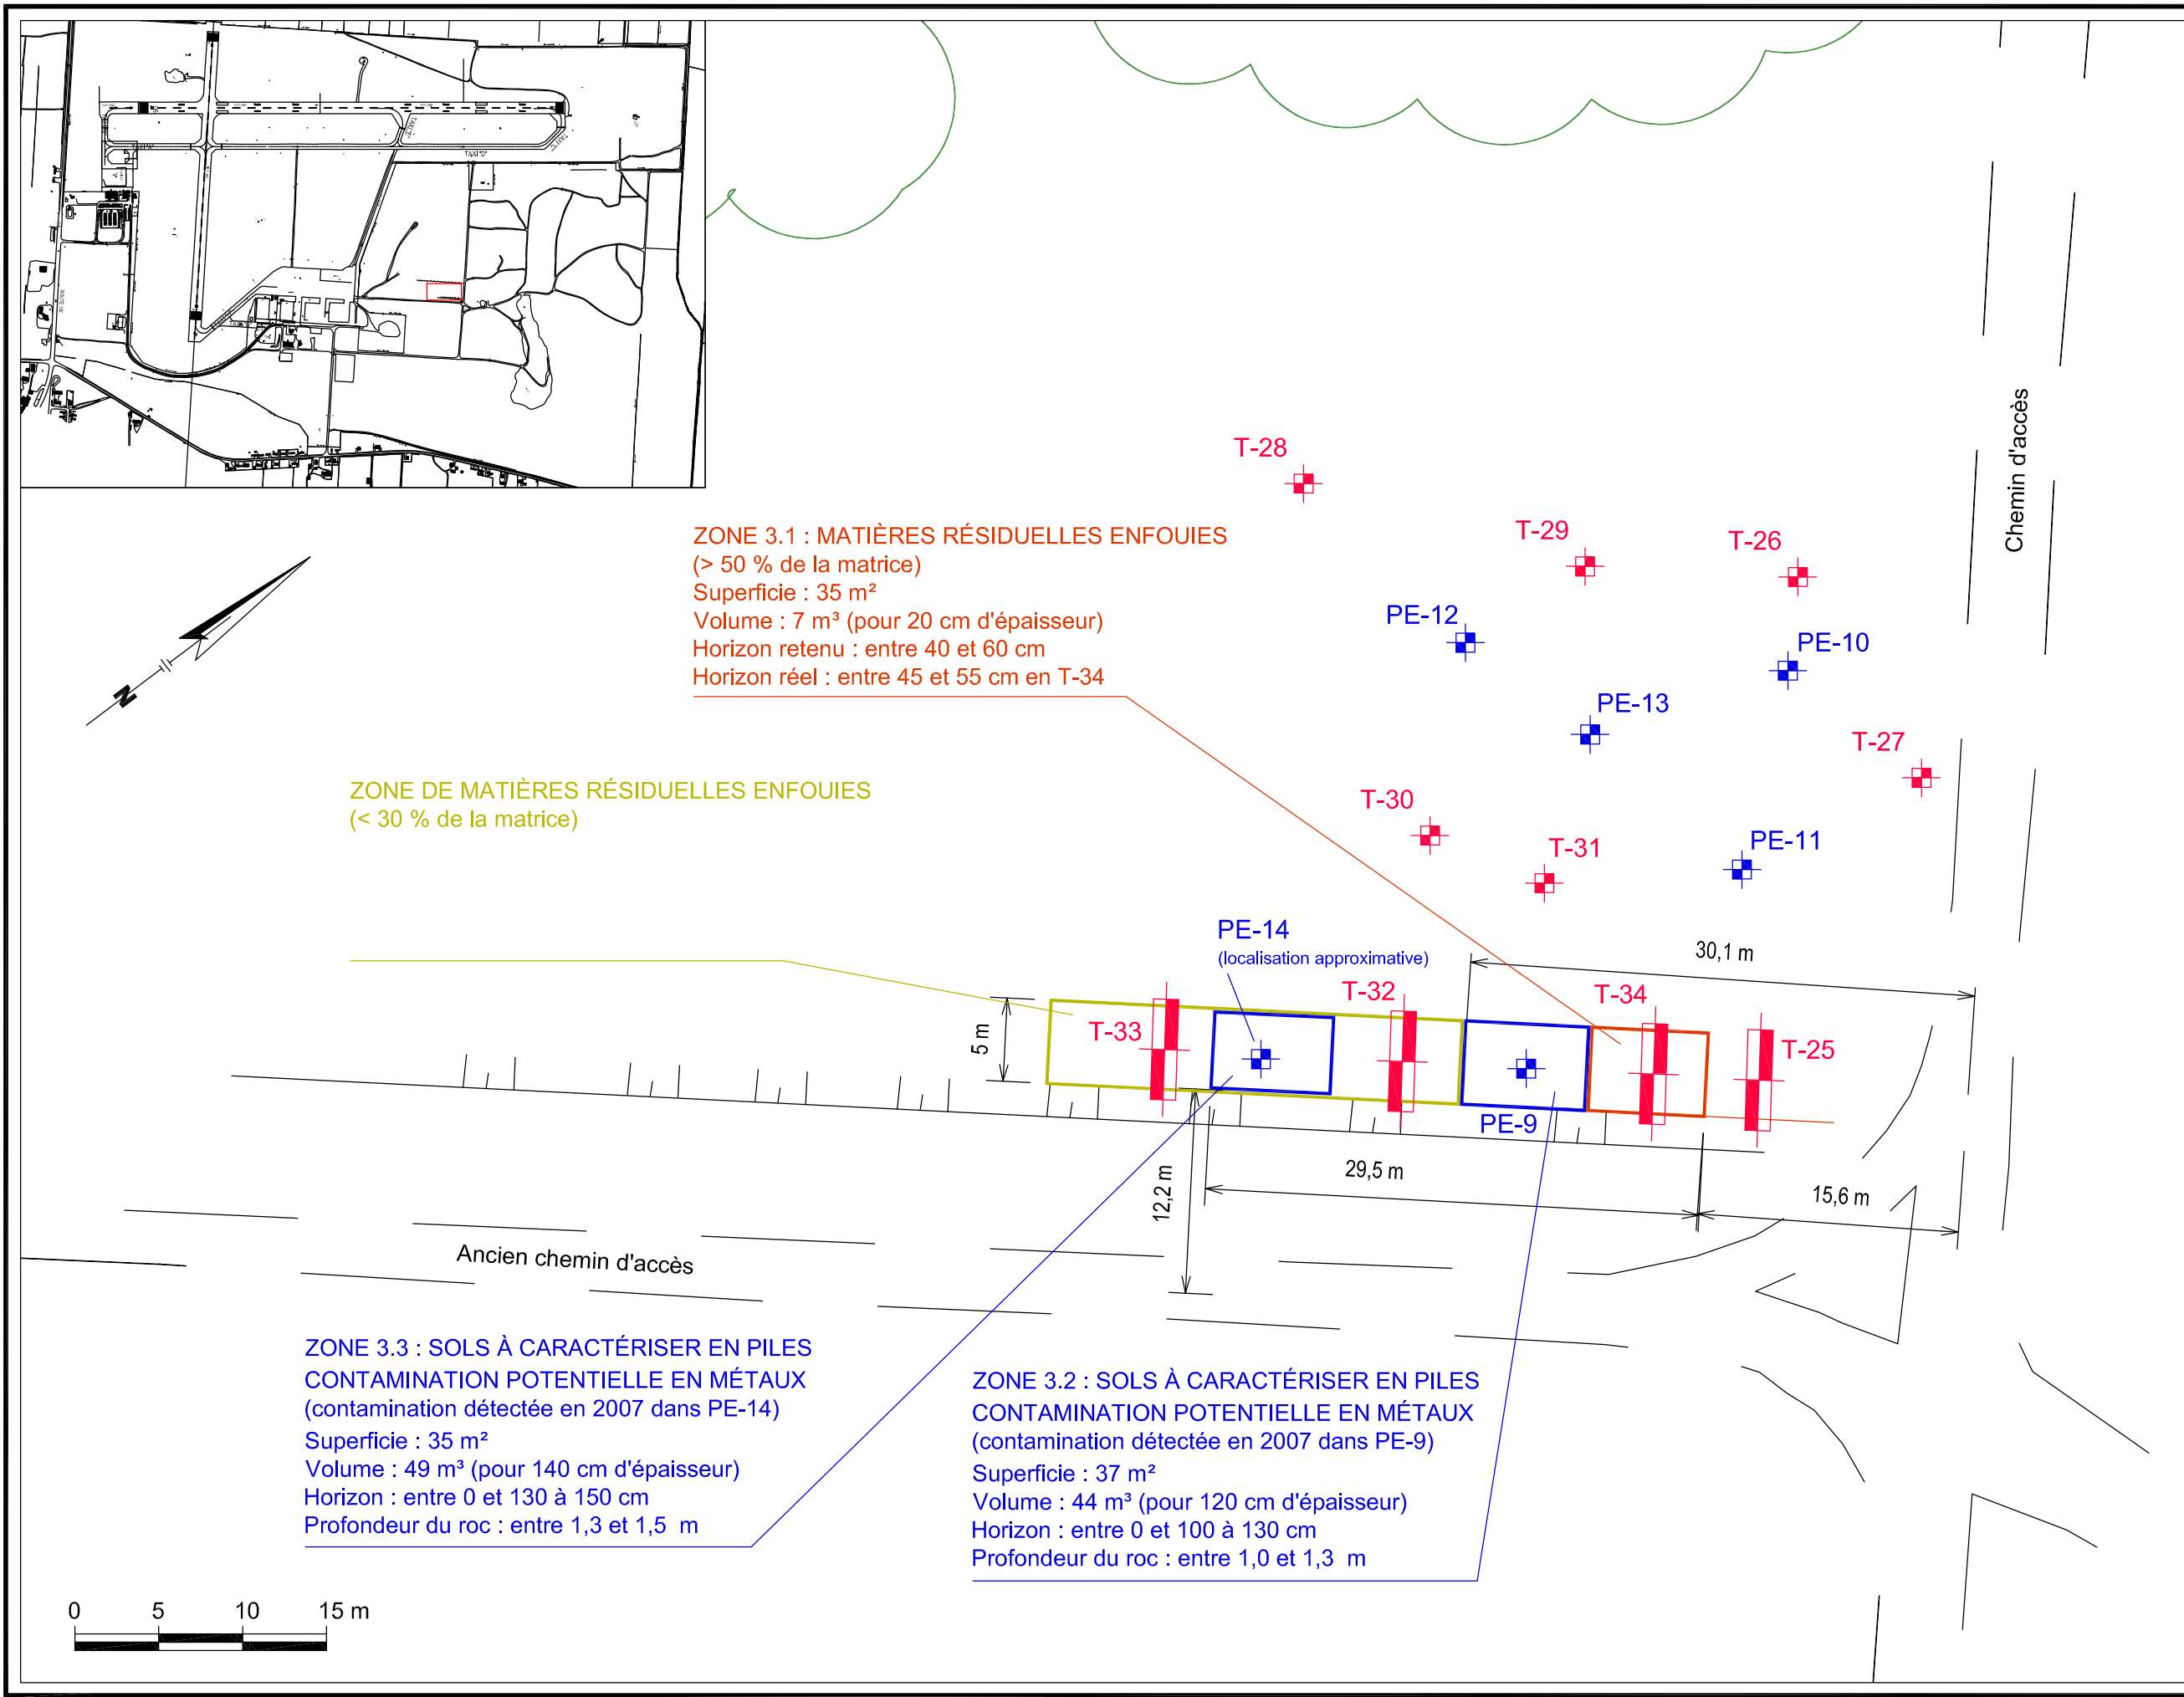 TAXI "D"
T-28
T-29
T-26
Chemin d'accès
ZONE 3.1 : MATIÈRES RÉSIDUELLES ENFOUIES
(> 50 % de la matrice)
Superficie : 35 m²
Volume : 7 m³ (pour 20 cm d'épaisseur)
Horizon retenu : entre 40 et 60 cm
Horizon réel : entre 45 et 55 cm en T-34
PE-12
PE-10
N
PE-13
T-27
ZONE DE MATIÈRES RÉSIDUELLES ENFOUIES
(< 30 % de la matrice)
T-30
T-31
PE-11
PE-14
(localisation approximative)
30,1 m
T-32
T-34
T-33
T-25
5 m
PE-9
29,5 m
12,2 m
15,6 m
Ancien chemin d'accès
ZONE 3.3 : SOLS À CARACTÉRISER EN PILES
CONTAMINATION POTENTIELLE EN MÉTAUX
(contamination détectée en 2007 dans PE-14)
Superficie : 35 m²
Volume : 49 m³ (pour 140 cm d'épaisseur)
Horizon : entre 0 et 130 à 150 cm
Profondeur du roc : entre 1,3 et 1,5 m
ZONE 3.2 : SOLS À CARACTÉRISER EN PILES
CONTAMINATION POTENTIELLE EN MÉTAUX
(contamination détectée en 2007 dans PE-9)
Superficie : 37 m²
Volume : 44 m³ (pour 120 cm d'épaisseur)
Horizon : entre 0 et 100 à 130 cm
Profondeur du roc : entre 1,0 et 1,3 m
0 5 10 15 m